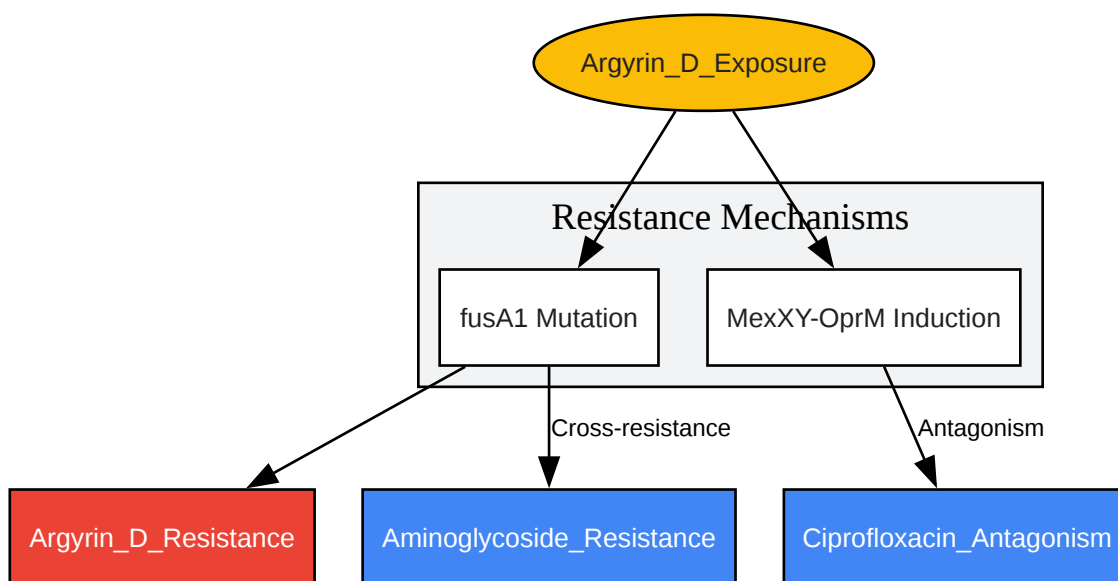 Argyrin_D_Exposure
Resistance Mechanisms
fusA1 Mutation
MexXY-OprM Induction
Cross-resistance
Antagonism
Argyrin_D_Resistance
Aminoglycoside_Resistance
Ciprofloxacin_Antagonism